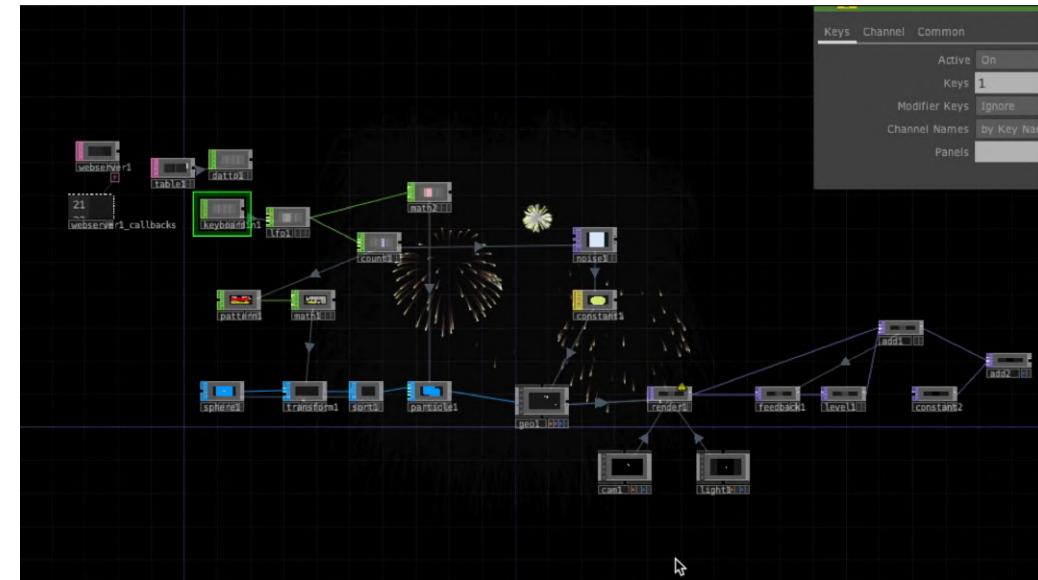 Keys Channel Common
Active On
Keys 1
Modifier Keys Ignore
Channel Names by Key Na
Panels
webserver1
table1
datto1
21
webserver1_callbacks
keyboardin1
lfo1
math2
count1
noise1
pattern1
math1
constant1
add1
add2
sphere1
transform1
sort1
particle1
geo1
render1
feedback1
level1
constant2
cam1
light1